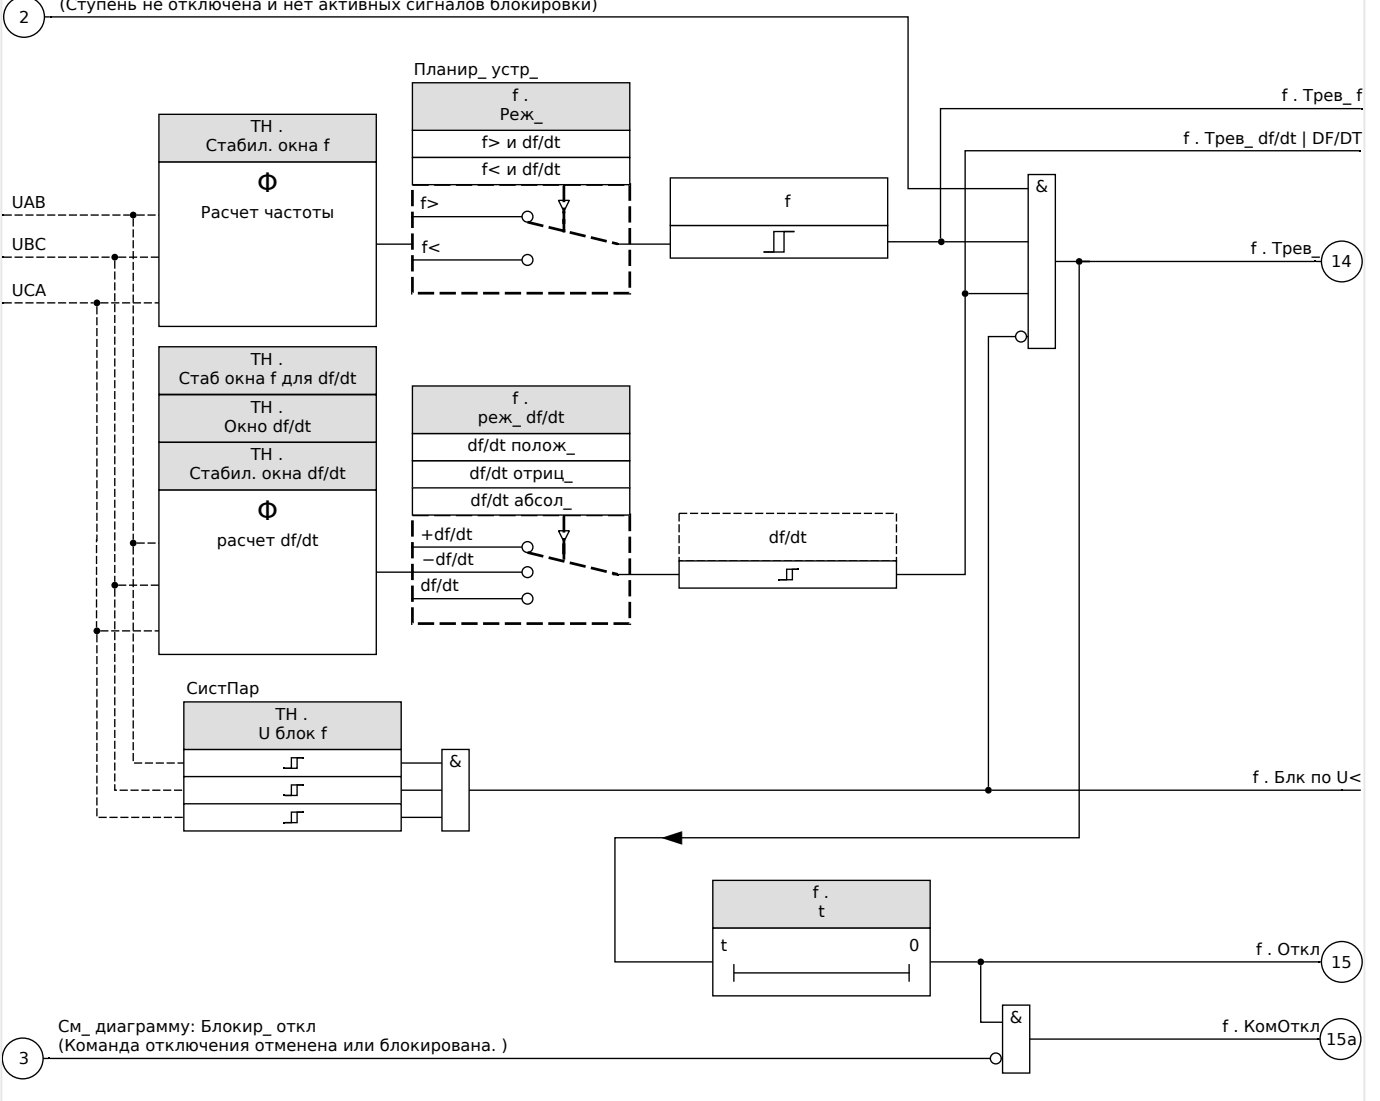 (Ступень не отключена и нет активных сигналов блокировки)
2
Планир_ устр_
f .
Реж_
f> и df/dt
f< и df/dt
f>
f<
ТН .
Стабил. окна f
Ф
Расчет частоты
UAB
UBC
UCA
f
&
f . Трев_ f
f . Трев_ df/dt | DF/DT
f . Трев_
14
ТН .
Стаб окна f для df/dt
ТН .
Окно df/dt
ТН .
Стабил. окна df/dt
Ф
расчет df/dt
f .
реж_ df/dt
df/dt полож_
df/dt отриц_
df/dt абсол_
+df/dt
−df/dt
df/dt
df/dt
СистПар
ТН .
U блок f
&
f . Блк по U<
f .
t
t 0
f . Откл
15
См_ диаграмму: Блокир_ откл
(Команда отключения отменена или блокирована. )
3
&
f . КомОткл
15a